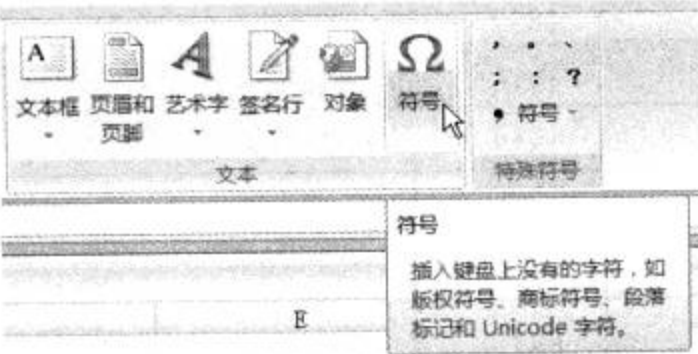 A
文本框 页眉和页脚 艺术字 签名行 对象 符号
， 。 、
； ： ？
， 符号
文本
特殊符号
符号
插入键盘上没有的字符，如
版权符号、商标符号、段落
标记和 Unicode 字符。
E